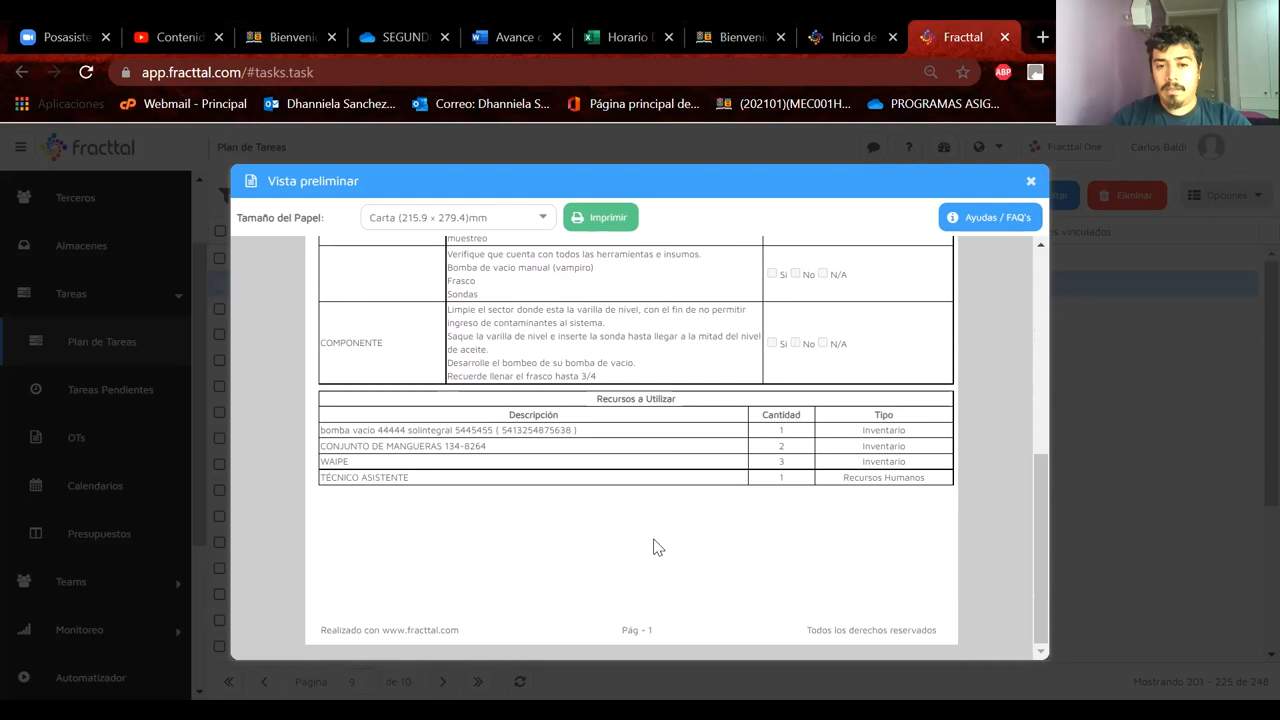 Posasiste
Contenid
Bienveni
SEGUND
Avance c
Horario D
Bienveni
Inicio de
Fracttal
app.fracttal.com/#tasks.task
ABP
Aplicaciones
Webmail - Principal
Dhanniela Sanchez...
Correo: Dhanniela S...
Página principal de...
(202101)(MEC001H...
PROGRAMAS ASIG...
fracttal
Plan de Tareas
Fracttal One
Carlos Baldi
Vista preliminar
Terceros
Eliminar
Opciones
Tamaño del Papel:
Carta (215.9 x 279.4)mm
Imprimir
Ayudas / FAQ's
Almacenes
muestreo
Verifique que cuenta con todos las herramientas e insumos.
Bomba de vacio manual (vampiro)
Frasco
Sondas
Si No N/A
Tareas
COMPONENTE
Limpie el sector donde esta la varilla de nivel, con el fin de no permitir
ingreso de contaminantes al sistema.
Saque la varilla de nivel e inserte la sonda hasta llegar a la mitad del nivel
de aceite.
Desarrolle el bombeo de su bomba de vacio.
Recuerde llenar el frasco hasta 3/4
Si No N/A
Plan de Tareas
Tareas Pendientes
Recursos a Utilizar
Descripción Cantidad Tipo
bomba vacio 44444 solintegral 5445455 ( 5413254875638 ) 1 Inventario
CONJUNTO DE MANGUERAS 134-8264 2 Inventario
WAIPE 3 Inventario
TÉCNICO ASISTENTE 1 Recursos Humanos
OTs
Calendarios
Presupuestos
Teams
Monitoreo
Realizado con www.fracttal.com Pág - 1 Todos los derechos reservados
Automatizador
Pagina 9 de 10
Mostrando 201 - 225 de 248